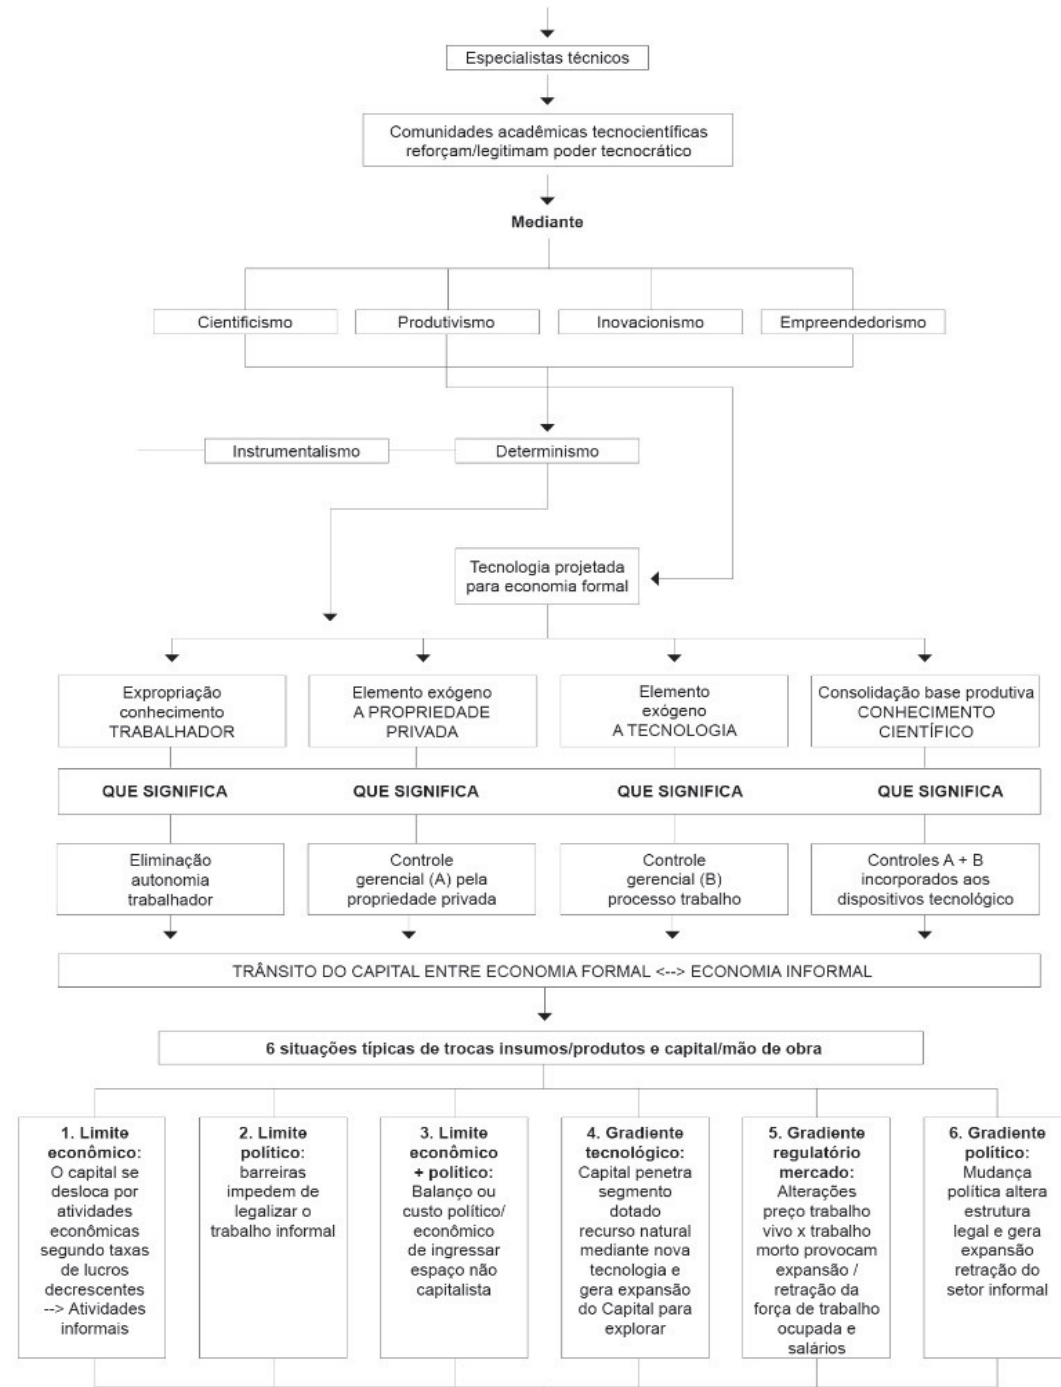 Especialistas técnicos
Comunidades acadêmicas tecnocientíficas
reforçam/legitimam poder tecnocrático
Mediante
Cientificismo
Produtivismo
Inovacionismo
Empreendedorismo
Instrumentalismo
Determinismo
Tecnologia projetada
para economia formal
Expropriação
conhecimento
TRABALHADOR
Elemento exógeno
A PROPRIEDADE
PRIVADA
Elemento
exógeno
A TECNOLOGIA
Consolidação base produtiva
CONHECIMENTO
CIENTÍFICO
QUE SIGNIFICA
QUE SIGNIFICA
QUE SIGNIFICA
QUE SIGNIFICA
Eliminação
autonomia
trabalhador
Controle
gerencial (A) pela
propriedade privada
Controle
gerencial (B)
processo trabalho
Controles A + B
incorporados aos
dispositivos tecnológico
TRÂNSITO DO CAPITAL ENTRE ECONOMIA FORMAL <--> ECONOMIA INFORMAL
6 situações típicas de trocas insumos/produtos e capital/mão de obra
1. Limite
econômico:
O capital se
desloca por
atividades
econômicas
segundo taxas
de lucros
decrescentes
--> Atividades
informais
2. Limite
político:
barreiras
impedem de
legalizar o
trabalho informal
3. Limite
econômico
+ político:
Balanço ou
custo político/
econômico
de ingressar
espaço não
capitalista
4. Gradiente
tecnológico:
Capital penetra
segmento
dotado
recurso natural
mediante nova
tecnologia e
gera expansão
do Capital para
explorar
5. Gradiente
regulatório
mercado:
Alterações
preço trabalho
vivo x trabalho
morto provocam
expansão /
retração da
força de trabalho
ocupada e
salários
6. Gradiente
político:
Mudança
política altera
estrutura
legal e gera
expansão
retração do
setor informal